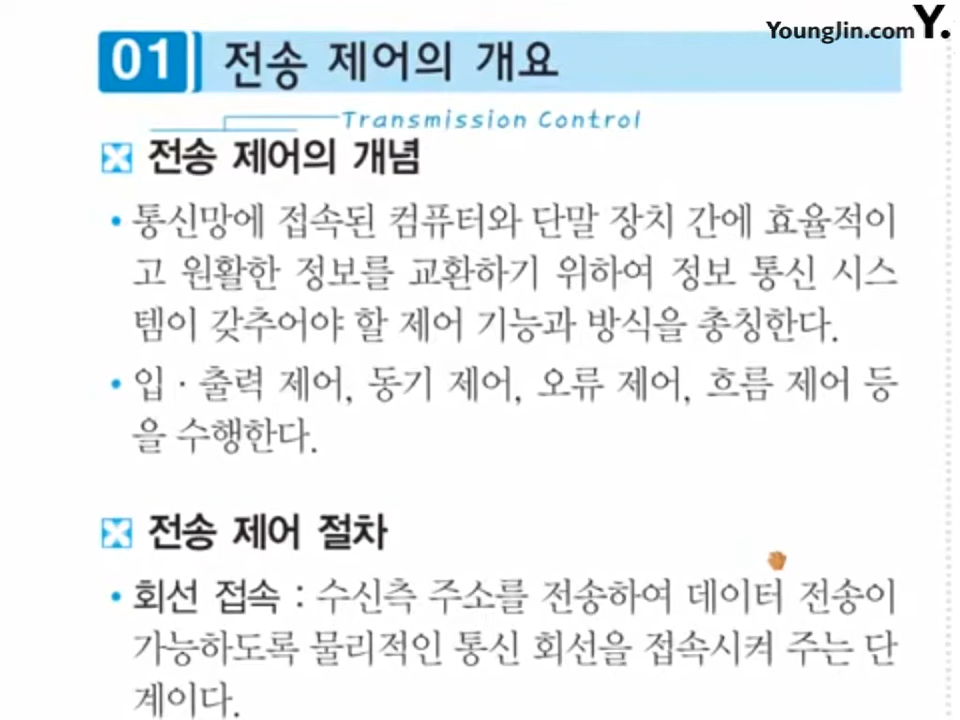 Youngjin.com Y.
01 전송 제어의 개요
Transmission Control
전송 제어의 개념
• 통신망에 접속된 컴퓨터와 단말 장치 간에 효율적이
고 원활한 정보를 교환하기 위하여 정보 통신 시스
템이 갖추어야 할 제어 기능과 방식을 총칭한다.
• 입·출력 제어, 동기 제어, 오류 제어, 흐름 제어 등
을 수행한다.
전송 제어 절차
• 회선 접속 : 수신측 주소를 전송하여 데이터 전송이
가능하도록 물리적인 통신 회선을 접속시켜 주는 단
계이다.